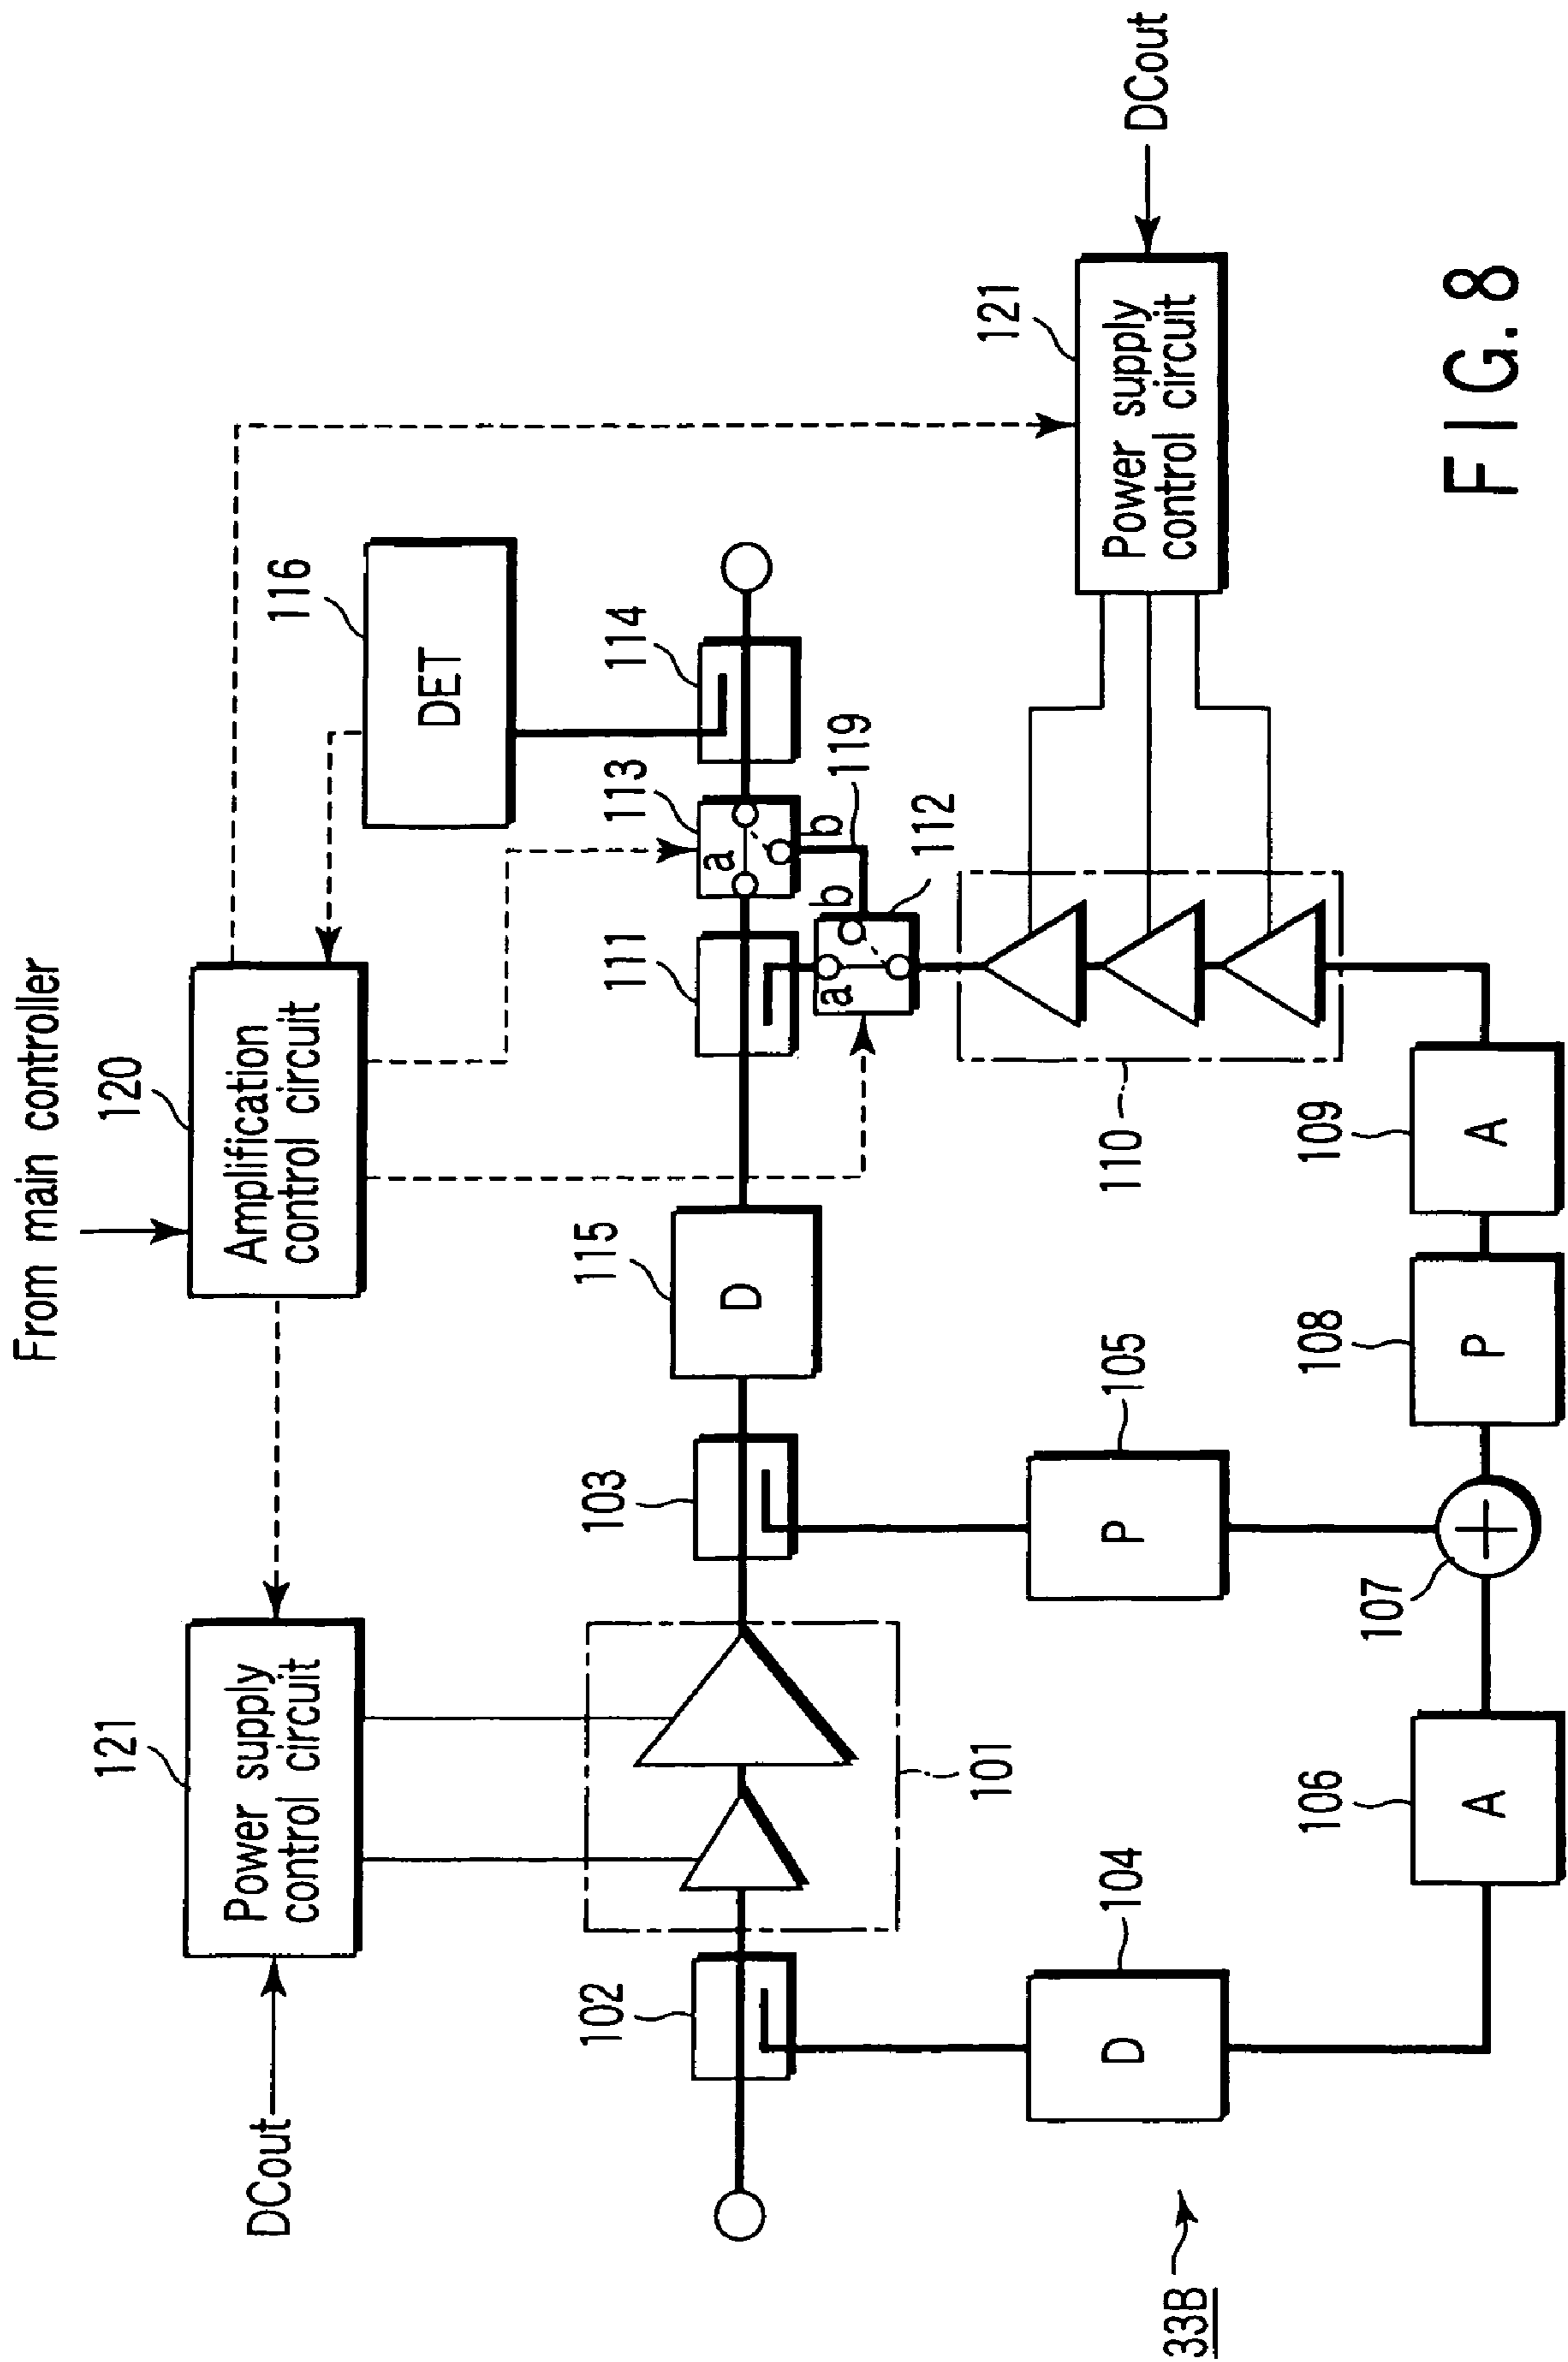 From main controller
121
Power supply
control circuit
DCout
120
Amplification
control circuit
116
DET
102
101
103
115
D
111
113
a
b
114
119
112
a
b
104
D
105
P
110
121
Power supply
control circuit
DCout
106
A
107
108
P
109
A
33B
FIG. 8